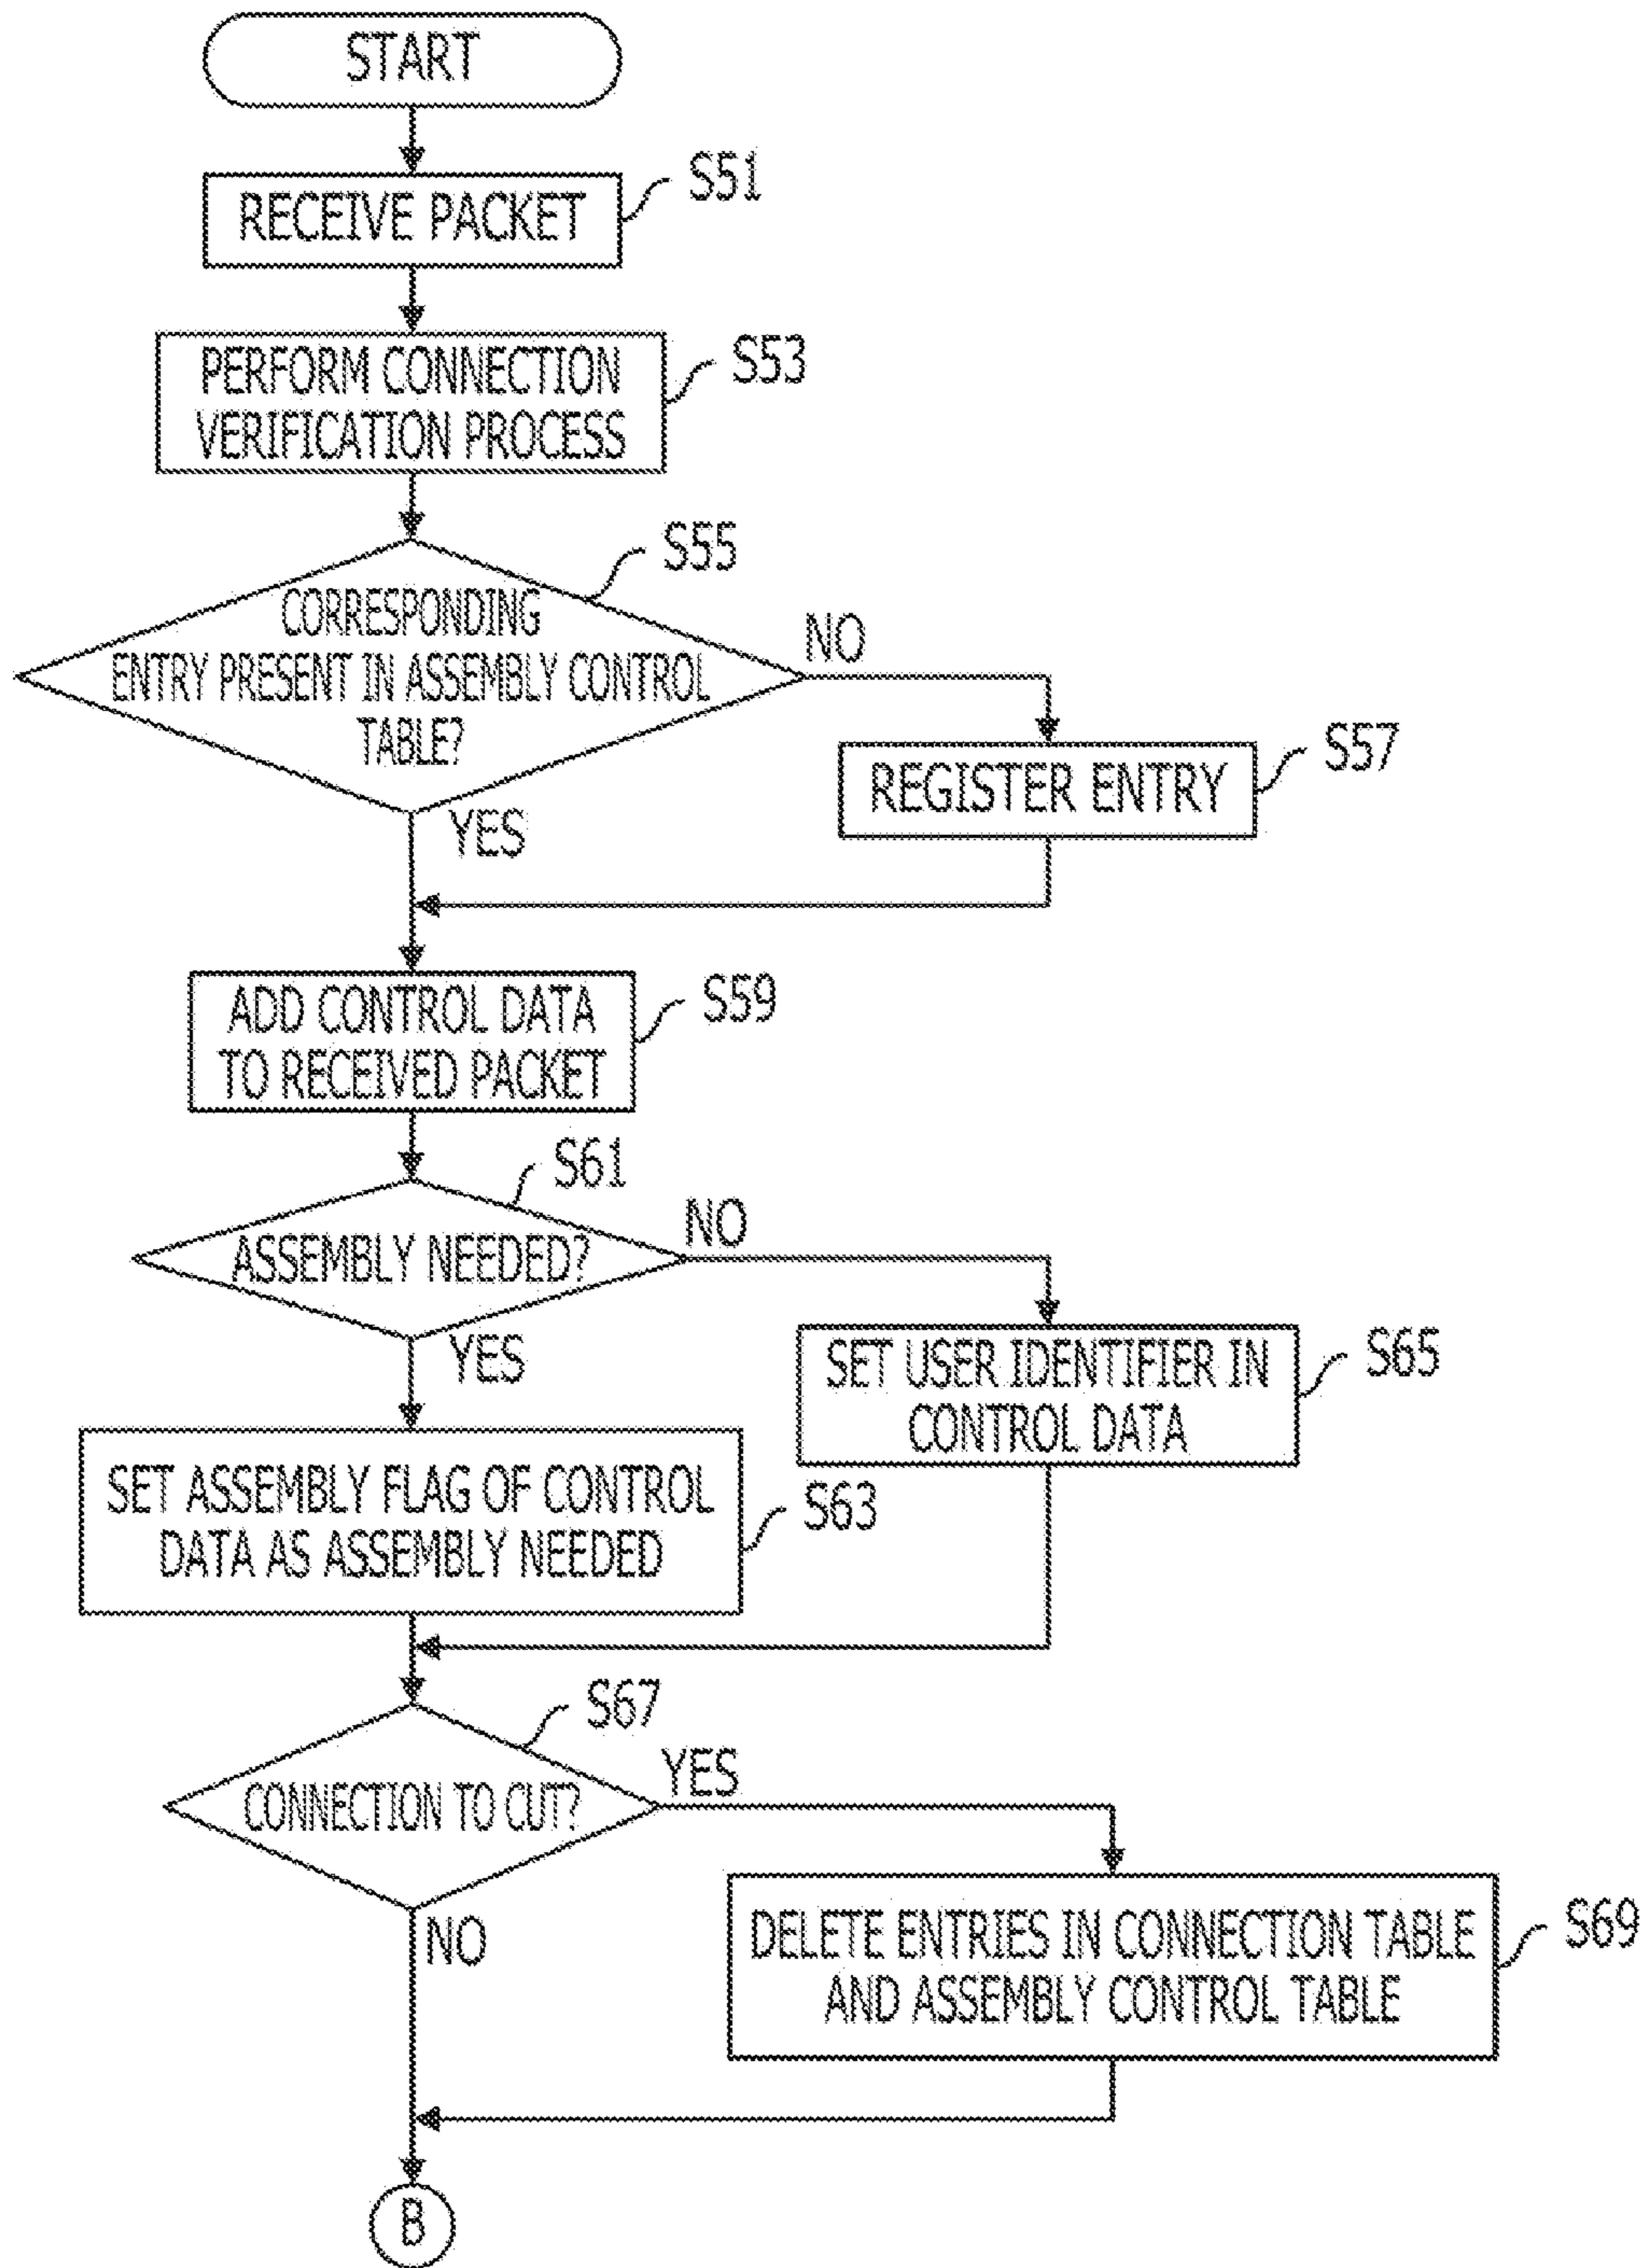 START
RECEIVE PACKET
S51
PERFORM CONNECTION
VERIFICATION PROCESS
S53
CORRESPONDING
ENTRY PRESENT IN ASSEMBLY CONTROL
TABLE?
S55
NO
YES
REGISTER ENTRY
S57
ADD CONTROL DATA
TO RECEIVED PACKET
S59
ASSEMBLY NEEDED?
S61
NO
YES
SET USER IDENTIFIER IN
CONTROL DATA
S65
SET ASSEMBLY FLAG OF CONTROL
DATA AS ASSEMBLY NEEDED
S63
CONNECTION TO CUT?
S67
YES
NO
DELETE ENTRIES IN CONNECTION TABLE
AND ASSEMBLY CONTROL TABLE
S69
B